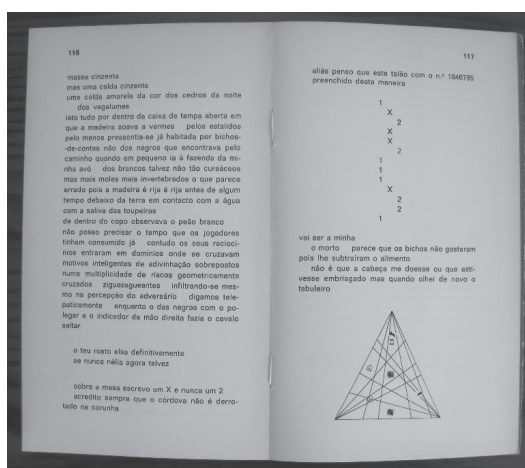 116
massa cinzenta
mas uma calda cinzenta
uma calda amarela da cor dos cedros da noite
dos vagalumes
isto tudo por dentro da caixa de tampa aberta em
que a madeira soava a vermes pelos estalidos
pelo menos pressentia-se já habitada por bichos-
-de-contas não dos negros que encontrava pelo
caminho quando em pequeno ia à fazenda da mi-
nha avó dos brancos talvez não tão cureáceos
mas mais moles mais invertebrados o que parece
errado pois a madeira é rija é rija antes de algum
tempo debaixo da terra em contacto com a água
com a saliva das toupeiras
de dentro do copo observava o peão branco
não posso precisar o tempo que os jogadores
tinham consumido já contudo os seus raciocí-
nios entraram em domínios onde se cruzavam
motivos inteligentes de adivinhação sobrepostos
numa multiplicidade de riscos geometricamente
cruzados ziguezagueantes infiltrando-se mes-
mo na percepção do adversário digamos tele-
paticamente enquanto o das negras com o po-
legar e o indicador da mão direita fazia o cavalo
saltar
o teu rosto elsa definitivamente
se nunca nélia agora talvez
sobre a mesa escrevo um X e nunca um 2
acredito sempre que o córdova não é derro-
tado na corunha
117
aliás penso que este talão com o n.º 1846795
preenchido desta maneira
1
X
2
X
X
2
1
1
1
X
2
2
1
vai ser a minha
o morto parece que os bichos não gostaram
pois lhe subtraíram o alimento
não é que a cabeça me doesse ou que esti-
vesse embriagado mas quando olhei de novo o
tabuleiro